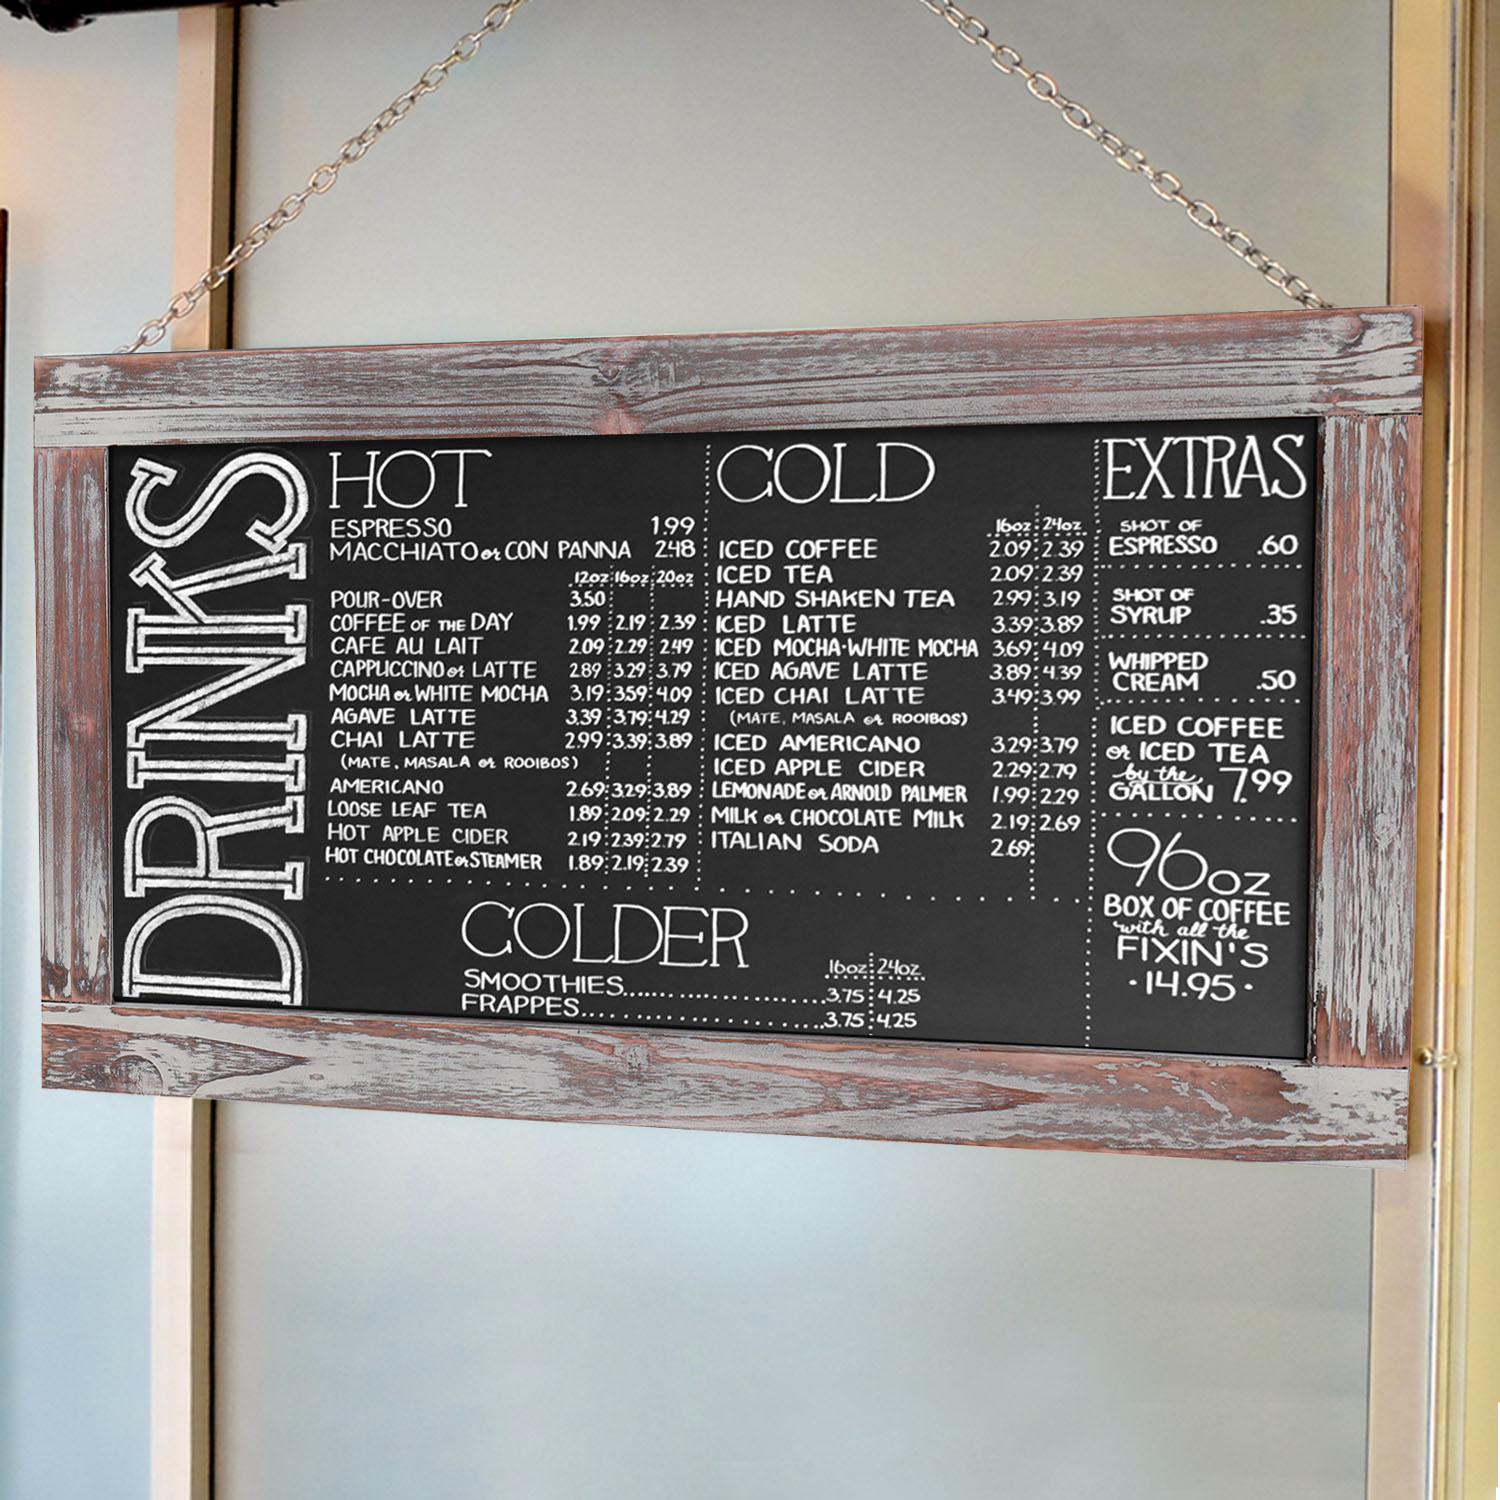 DRINKS
HOT
ESPRESSO 1.99
MACCHIATO or CON PANNA 2.48
12oz 16oz 20oz
POUR-OVER 3.50
COFFEE OF THE DAY 1.99 2.19 2.39
CAFE AU LAIT 2.09 2.29 2.49
CAPPUCCINO or LATTE 2.89 3.29 3.79
MOCHA or WHITE MOCHA 3.19 3.59 4.09
AGAVE LATTE 3.39 3.79 4.29
CHAI LATTE 2.99 3.39 3.89
(MATE, MASALA or ROOIBOS)
AMERICANO 2.69 3.29 3.89
LOOSE LEAF TEA 1.89 2.09 2.29
HOT APPLE CIDER 2.19 2.39 2.79
HOT CHOCOLATE or STEAMER 1.89 2.19 2.39
COLD
16oz 24oz
ICED COFFEE 2.09 2.39
ICED TEA 2.09 2.39
HAND SHAKEN TEA 2.99 3.19
ICED LATTE 3.39 3.89
ICED MOCHA·WHITE MOCHA 3.69 4.09
ICED AGAVE LATTE 3.89 4.39
ICED CHAI LATTE 3.49 3.99
(MATE, MASALA or ROOIBOS)
ICED AMERICANO 3.29 3.79
ICED APPLE CIDER 2.29 2.79
LEMONADE or ARNOLD PALMER 1.99 2.29
MILK or CHOCOLATE MILK 2.19 2.69
ITALIAN SODA 2.69
COLDER
16oz 24oz
SMOOTHIES.................... 3.75 4.25
FRAPPES....................... 3.75 4.25
EXTRAS
SHOT OF
ESPRESSO .60
SHOT OF
SYRUP .35
WHIPPED
CREAM .50
ICED COFFEE
or ICED TEA
by the
GALLON 7.99
96oz
BOX OF COFFEE
with all the
FIXIN'S
·14.95·